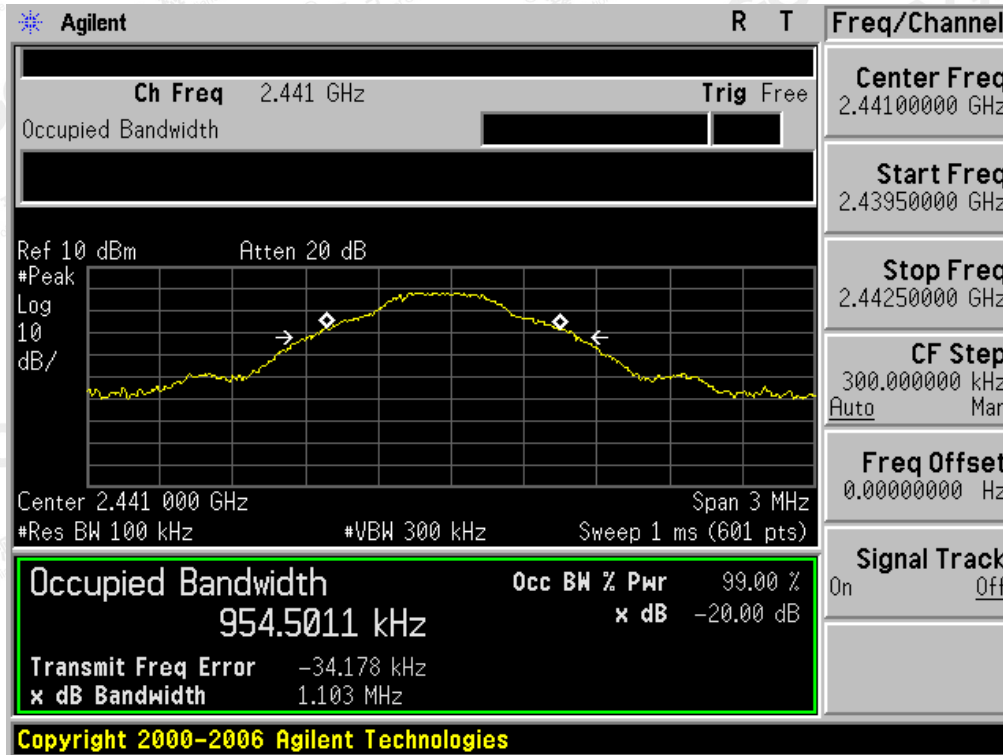 Agilent R T
Freq/Channel
Ch Freq 2.441 GHz Trig Free
Occupied Bandwidth
Center Freq
2.44100000 GHz
Start Freq
2.43950000 GHz
Stop Freq
2.44250000 GHz
CF Step
300.000000 kHz
Auto Man
Freq Offset
0.00000000 Hz
Signal Track
On Off
Ref 10 dBm Atten 20 dB
#Peak
Log
10
dB/
Center 2.441 000 GHz Span 3 MHz
#Res BW 100 kHz #VBW 300 kHz Sweep 1 ms (601 pts)
Occupied Bandwidth
954.5011 kHz
Occ BW % Pwr 99.00 %
x dB -20.00 dB
Transmit Freq Error -34.178 kHz
x dB Bandwidth 1.103 MHz
Copyright 2000-2006 Agilent Technologies